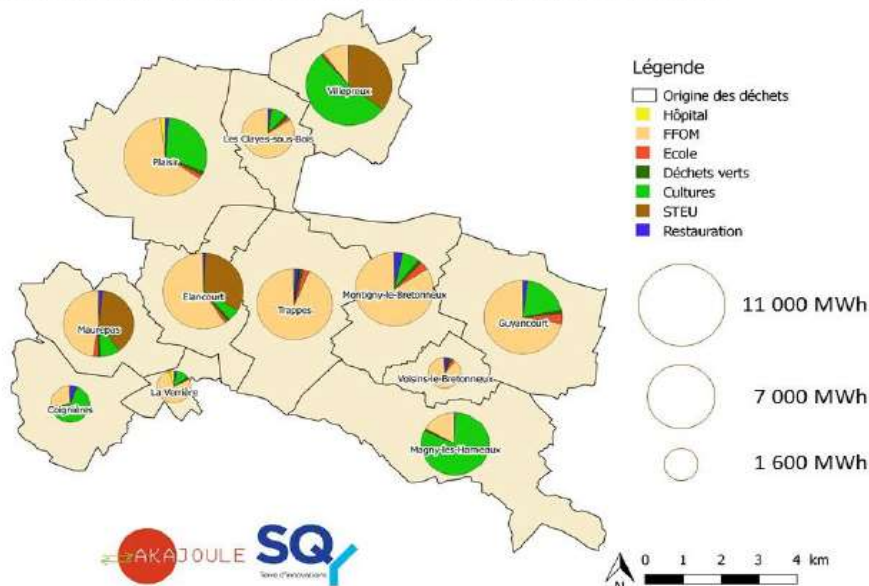 Villepreux
Les Clayes-sous-Bois
Plaisir
Elancourt
Trappes
Montigny-le-Bretonneux
Guyancourt
Maurepas
Voisins-le-Bretonneux
La Verrière
Coignières
Magny-les-Hameaux
Légende
Origine des déchets
Hôpital
FFOM
Ecole
Déchets verts
Cultures
STEU
Restauration
11 000 MWh
7 000 MWh
1 600 MWh
AKAJOULE
SQY
Terre d'innovations
N
0 1 2 3 4 km